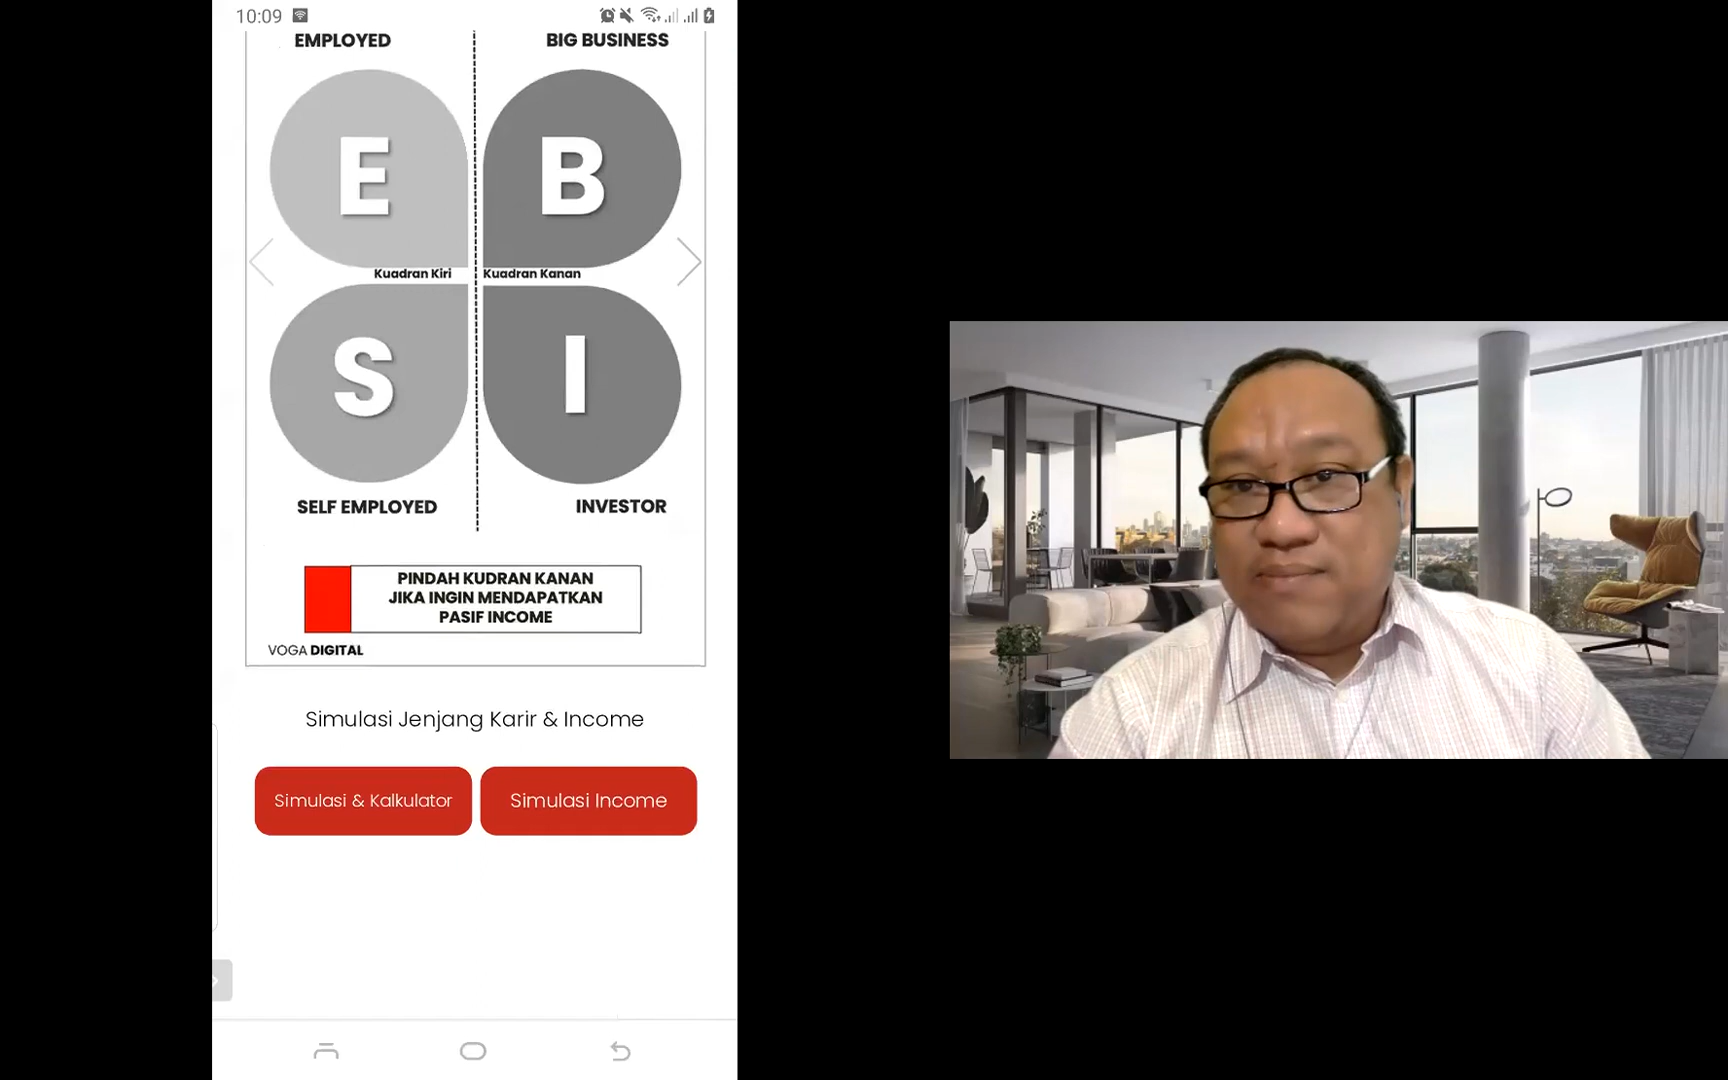 10:09
EMPLOYED BIG BUSINESS
E B
Kuadran Kiri Kuadran Kanan
S I
SELF EMPLOYED INVESTOR
PINDAH KUDRAN KANAN
JIKA INGIN MENDAPATKAN
PASIF INCOME
VOGA DIGITAL
Simulasi Jenjang Karir & Income
Simulasi & Kalkulator Simulasi Income